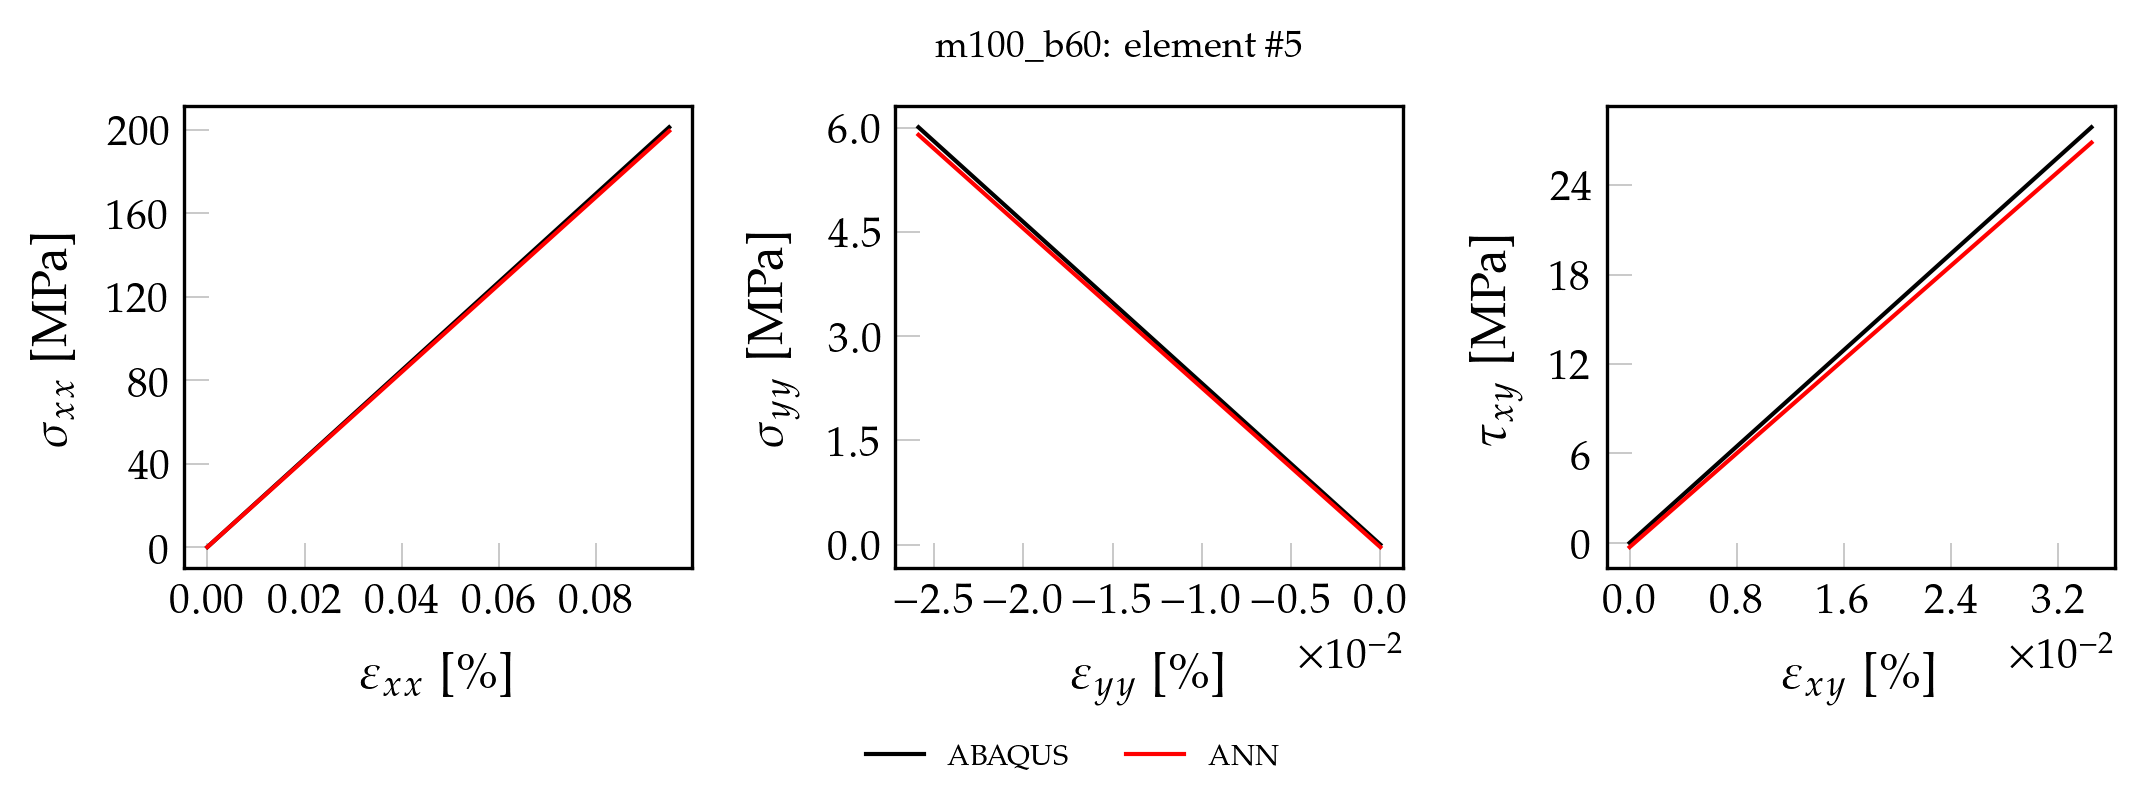 m100_b60: element #5
σxx [MPa]
200
160
120
80
40
0
0.00 0.02 0.04 0.06 0.08
εxx [%]
σyy [MPa]
6.0
4.5
3.0
1.5
0.0
−2.5 −2.0 −1.5 −1.0 −0.5 0.0
×10−2
εyy [%]
τxy [MPa]
24
18
12
6
0
0.0 0.8 1.6 2.4 3.2
×10−2
εxy [%]
ABAQUS ANN